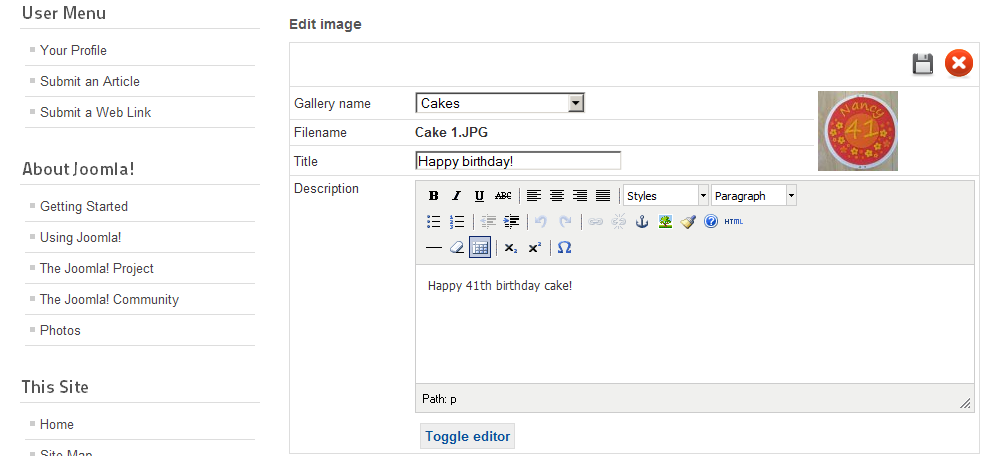 User Menu
Your Profile
Submit an Article
Submit a Web Link
About Joomla!
Getting Started
Using Joomla!
The Joomla! Project
The Joomla! Community
Photos
This Site
Home
Site Map
Edit image
Gallery name Cakes
Filename Cake 1.JPG
Title Happy birthday!
Nancy
41
Description
B I U ABC Styles Paragraph
HTML
x₂ x² Ω
Happy 41th birthday cake!
Path: p
Toggle editor